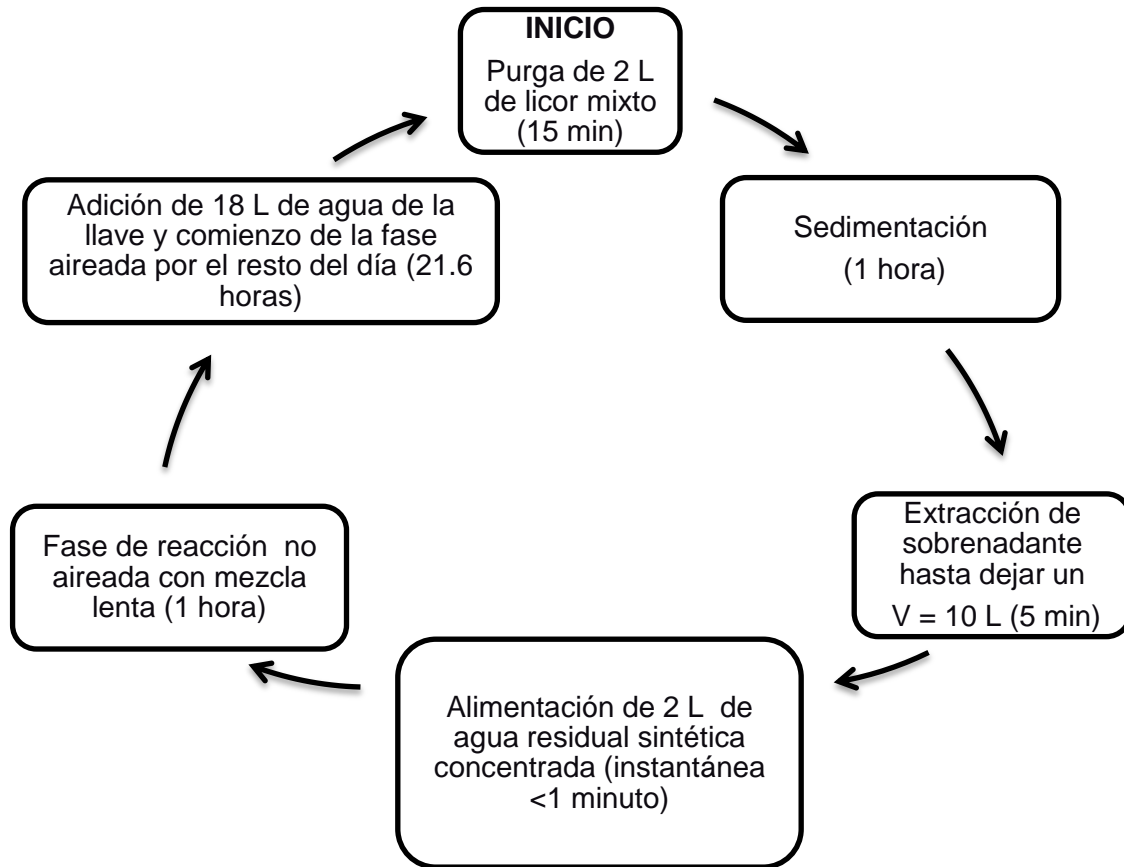 INICIO
Purga de 2 L
de licor mixto
(15 min)
Sedimentación
(1 hora)
Extracción de
sobrenadante
hasta dejar un
V = 10 L (5 min)
Alimentación de 2 L de
agua residual sintética
concentrada (instantánea
<1 minuto)
Fase de reacción no
aireada con mezcla
lenta (1 hora)
Adición de 18 L de agua de la
llave y comienzo de la fase
aireada por el resto del día (21.6
horas)